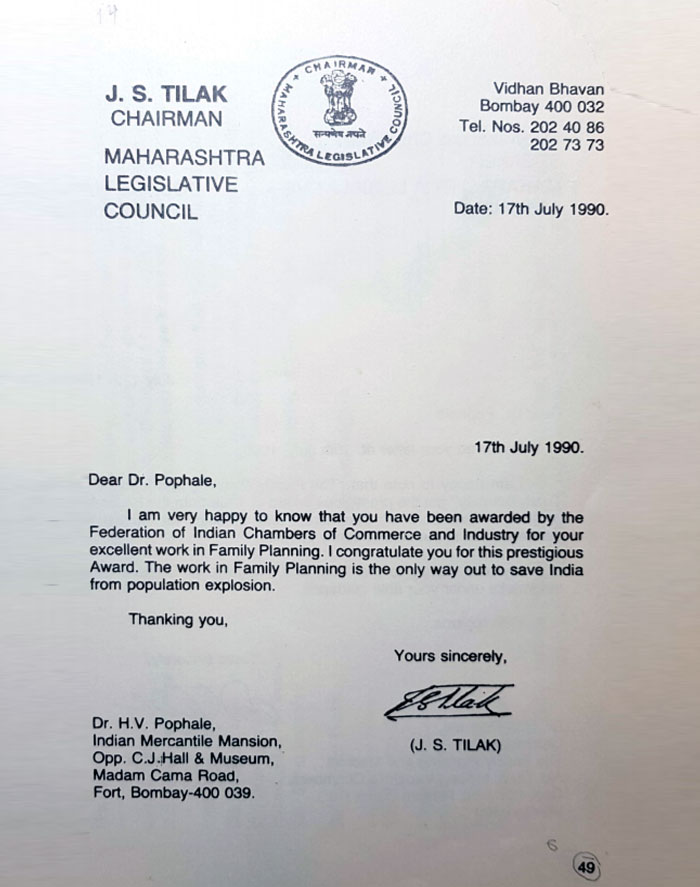 J. S. TILAK
CHAIRMAN
MAHARASHTRA
LEGISLATIVE
COUNCIL
CHAIRMAN
MAHARASHTRA LEGISLATIVE COUNCIL
Vidhan Bhavan
Bombay 400 032
Tel. Nos. 202 40 86
202 73 73
Date: 17th July 1990.
17th July 1990.
Dear Dr. Pophale,
I am very happy to know that you have been awarded by the
Federation of Indian Chambers of Commerce and Industry for your
excellent work in Family Planning. I congratulate you for this prestigious
Award. The work in Family Planning is the only way out to save India
from population explosion.
Thanking you,
Yours sincerely,
J S Tilak
(J. S. TILAK)
Dr. H.V. Pophale,
Indian Mercantile Mansion,
Opp. C.J. Hall & Museum,
Madam Cama Road,
Fort, Bombay-400 039.
6
49